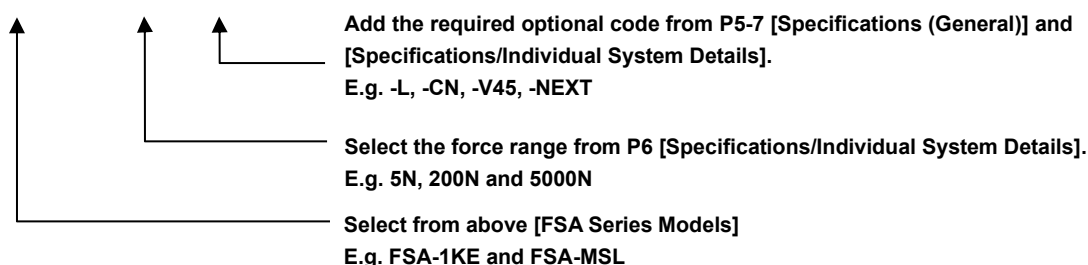 Add the required optional code from P5-7 [Specifications (General)] and
[Specifications/Individual System Details].
E.g. -L, -CN, -V45, -NEXT
Select the force range from P6 [Specifications/Individual System Details].
E.g. 5N, 200N and 5000N
Select from above [FSA Series Models]
E.g. FSA-1KE and FSA-MSL